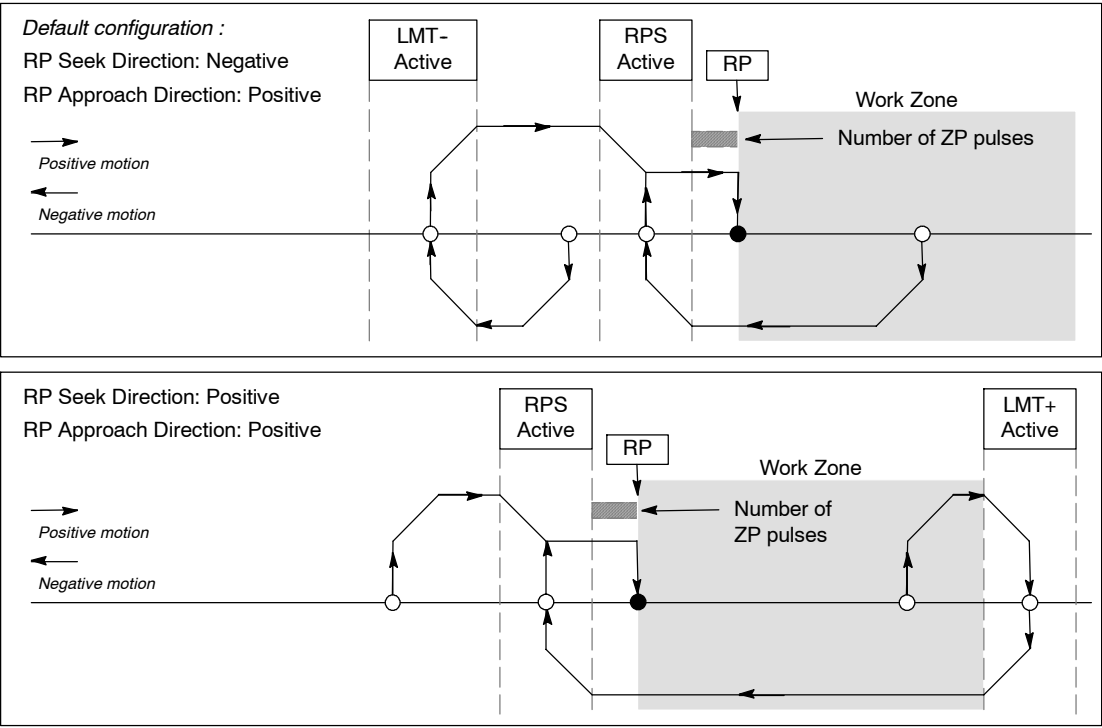 Default configuration :
RP Seek Direction: Negative
RP Approach Direction: Positive
LMT-
Active
RPS
Active
RP
Work Zone
Number of ZP pulses
Positive motion
Negative motion
RP Seek Direction: Positive
RP Approach Direction: Positive
RPS
Active
LMT+
Active
RP
Work Zone
Number of
ZP pulses
Positive motion
Negative motion